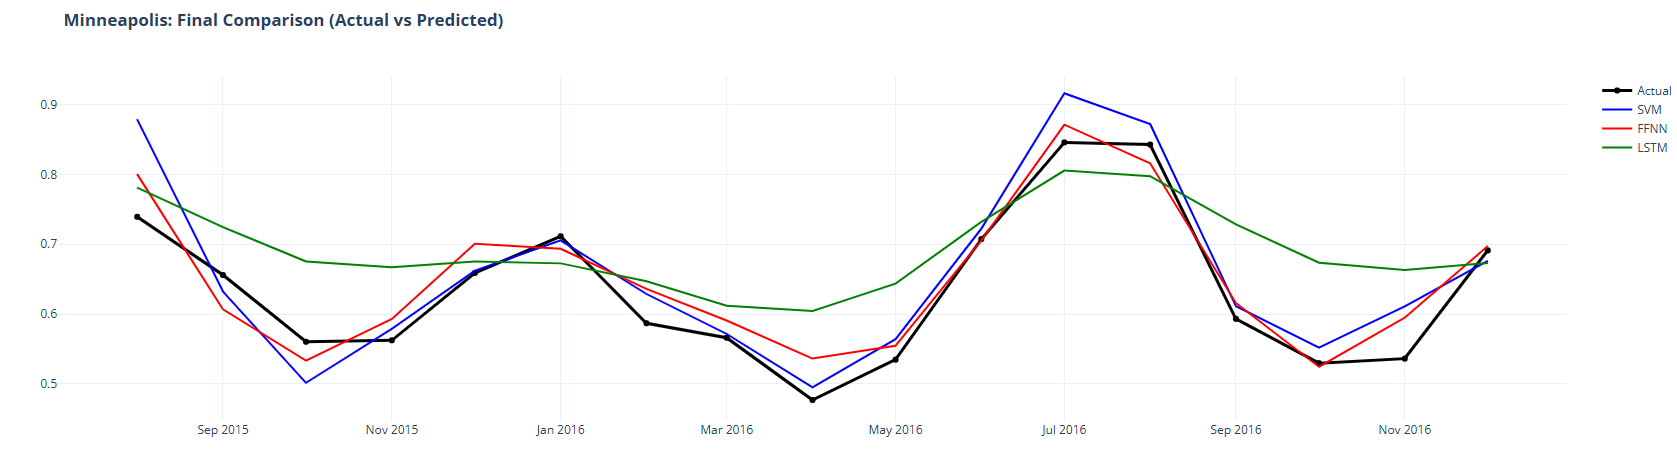 Minneapolis: Final Comparison (Actual vs Predicted)
0.9
0.8
0.7
0.6
0.5
Sep 2015
Nov 2015
Jan 2016
Mar 2016
May 2016
Jul 2016
Sep 2016
Nov 2016
Actual
SVM
FFNN
LSTM